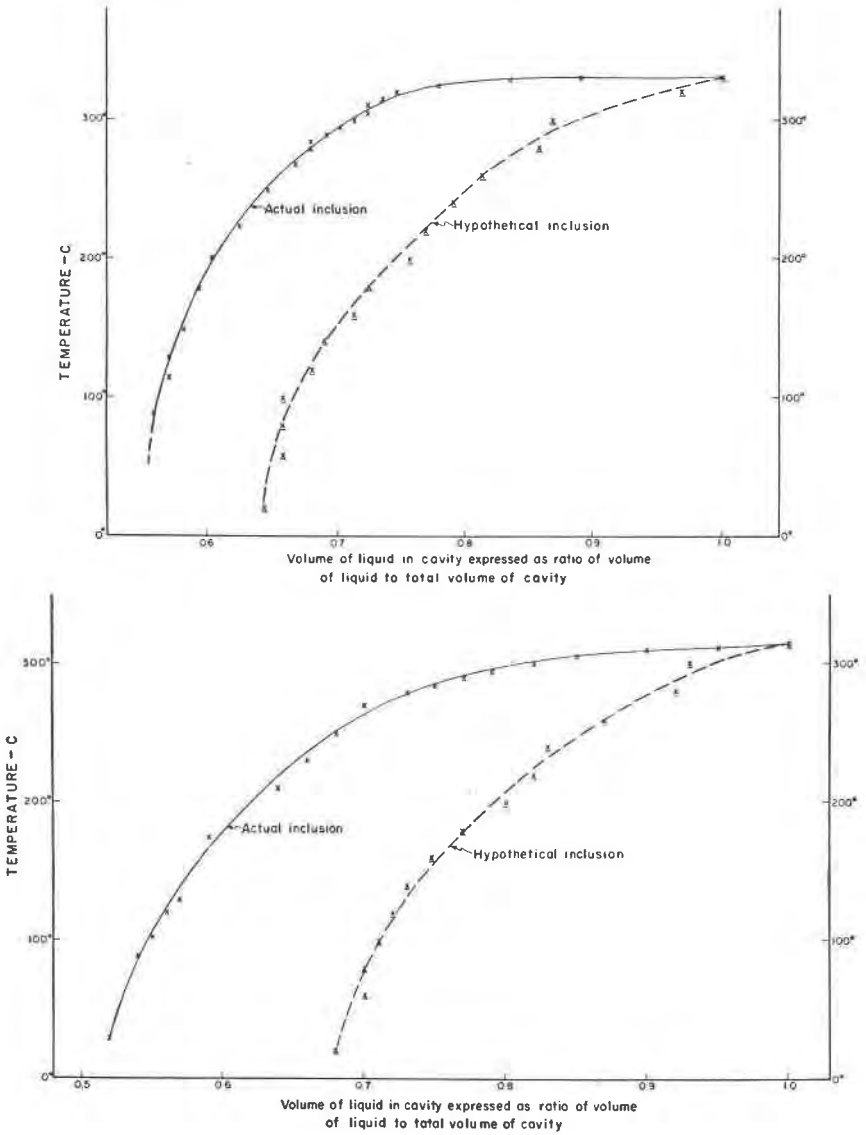 300°
300°
Actual inclusion
Hypothetical inclusion
200°
200°
TEMPERATURE - C
100°
100°
0°
0°
0.6
0.7
0.8
0.9
1.0
Volume of liquid in cavity expressed as ratio of volume
of liquid to total volume of cavity
300°
300°
200°
200°
Actual inclusion
Hypothetical inclusion
TEMPERATURE - C
100°
100°
0°
0°
0.5
0.6
0.7
0.8
0.9
1.0
Volume of liquid in cavity expressed as ratio of volume
of liquid to total volume of cavity